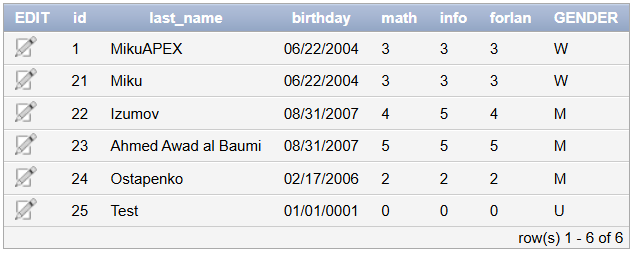 EDIT id last_name birthday math info forlan GENDER
1 MikuAPEX 06/22/2004 3 3 3 W
21 Miku 06/22/2004 3 3 3 W
22 Izumov 08/31/2007 4 5 4 M
23 Ahmed Awad al Baumi 08/31/2007 5 5 5 M
24 Ostapenko 02/17/2006 2 2 2 M
25 Test 01/01/0001 0 0 0 U
row(s) 1 - 6 of 6